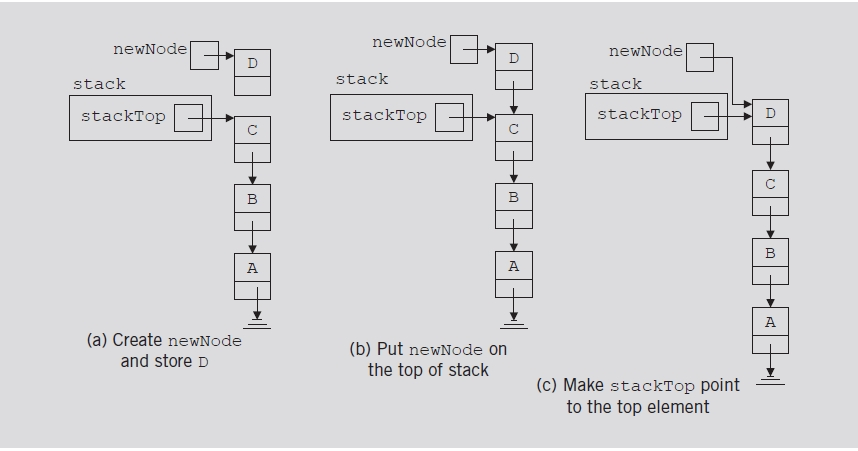 newNode
D
stack
stackTop
C
B
A
(a) Create newNode
and store D
newNode
D
stack
stackTop
C
B
A
(b) Put newNode on
the top of stack
newNode
stack
stackTop
D
C
B
A
(c) Make stackTop point
to the top element